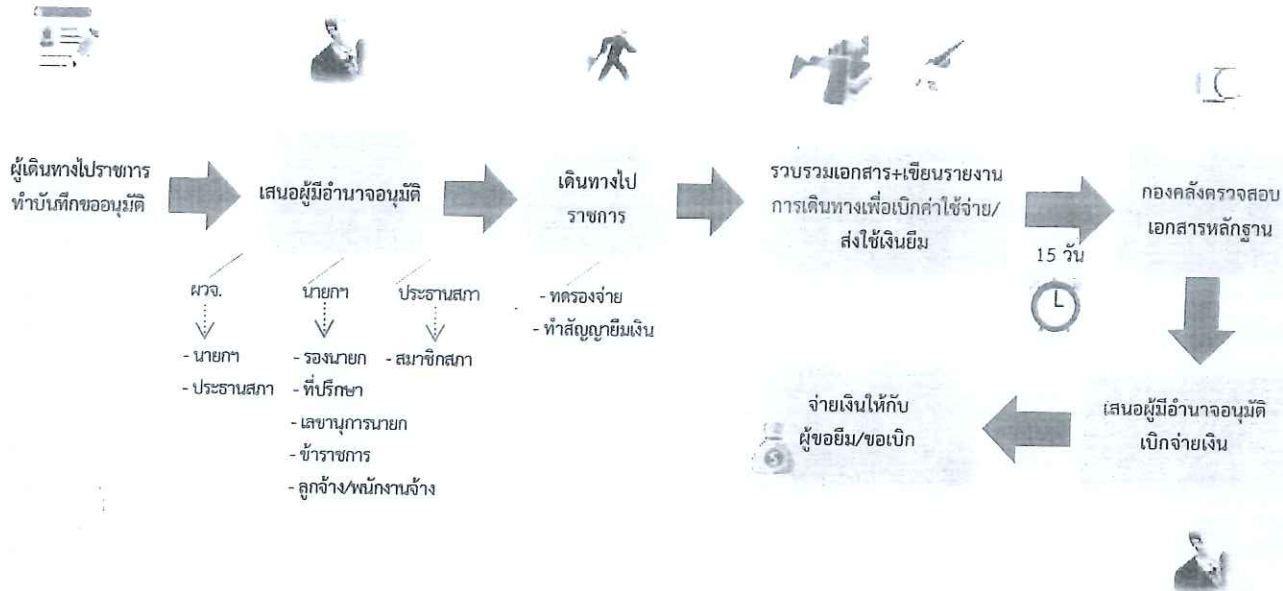 ผู้เดินทางไปราชการ
ทำบันทึกขออนุมัติ
เสนอผู้มีอำนาจอนุมัติ
เดินทางไป
ราชการ
รวบรวมเอกสาร+เขียนรายงาน
การเดินทางเพื่อเบิกค่าใช้จ่าย/
ส่งใช้เงินยืม
15 วัน
กองคลังตรวจสอบ
เอกสารหลักฐาน
ผวจ.
- นายกฯ
- ประธานสภา
นายกฯ
- รองนายก
- ที่ปรึกษา
- เลขานุการนายก
- ข้าราชการ
- ลูกจ้าง/พนักงานจ้าง
ประธานสภา
- สมาชิกสภา
- ทดรองจ่าย
- ทำสัญญายืมเงิน
เสนอผู้มีอำนาจอนุมัติ
เบิกจ่ายเงิน
จ่ายเงินให้กับ
ผู้ขอยืม/ขอเบิก
$